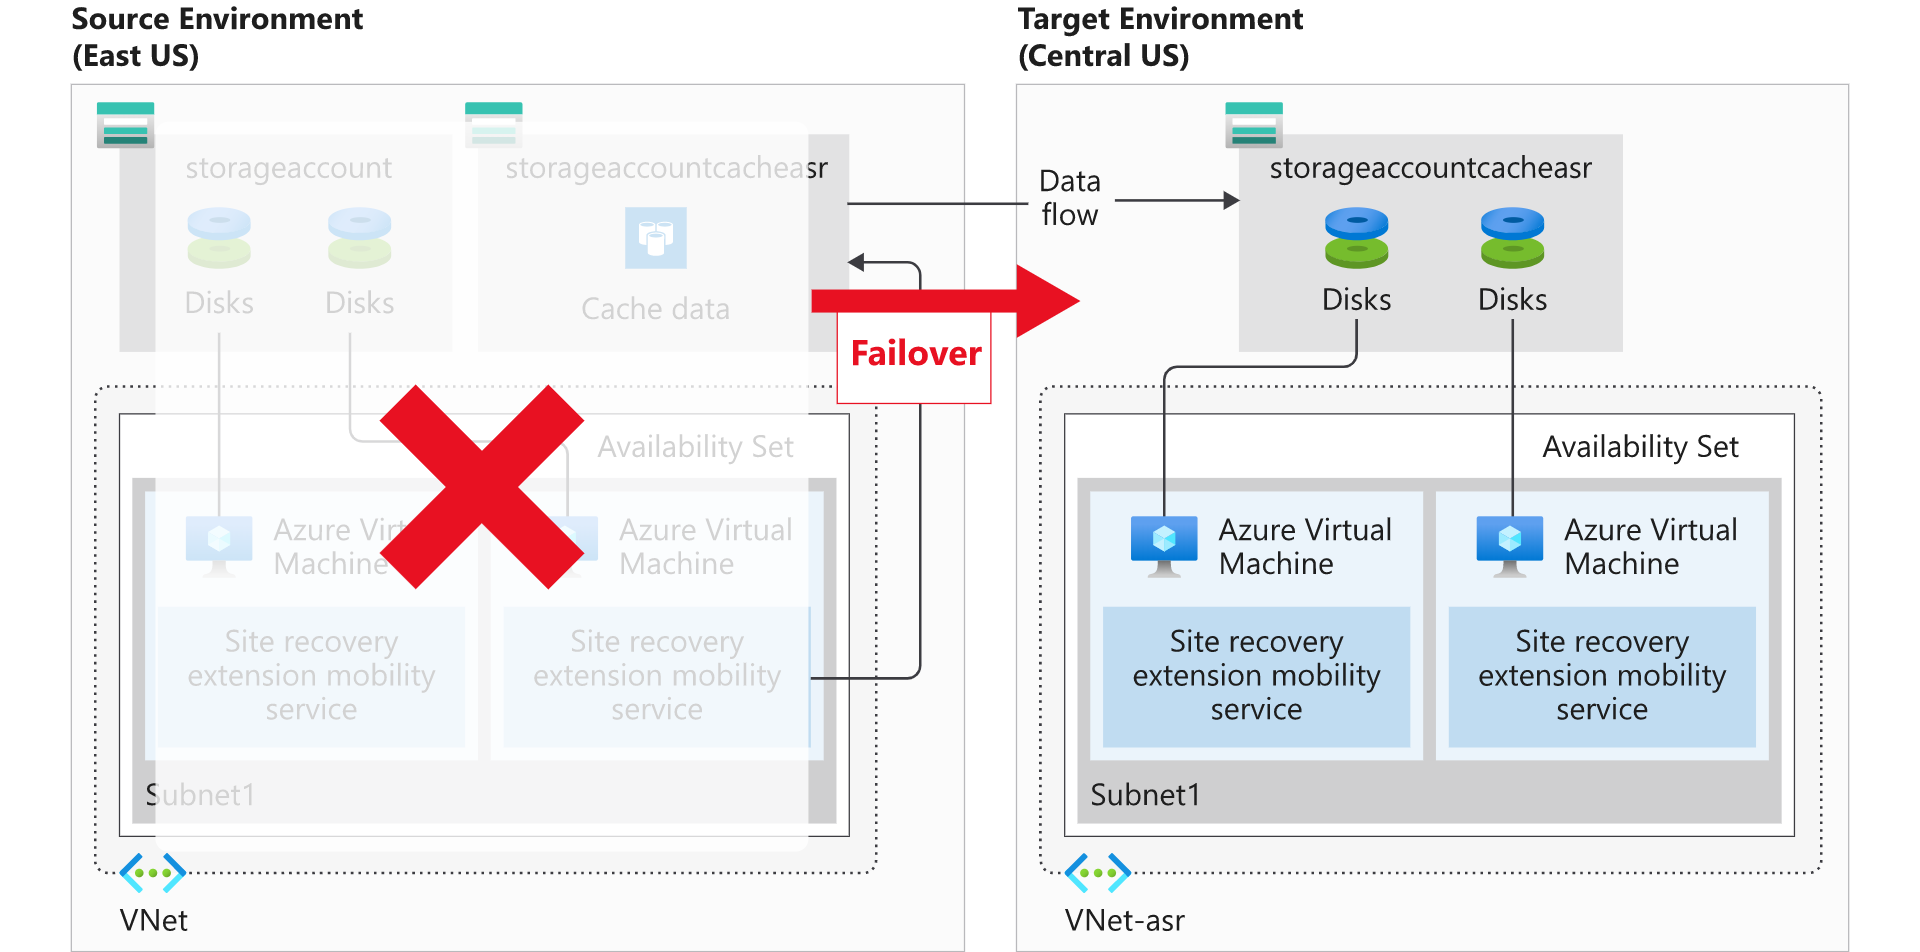 Source Environment
(East US)
storageaccount
Disks
Disks
storageaccountcacheasr
Cache data
Availability Set
Azure Virt
Machine
Azure Virtual
Machine
Site recovery
extension mobility
service
Site recovery
extension mobility
service
Subnet1
VNet
Data
flow
Failover
Target Environment
(Central US)
storageaccountcacheasr
Disks
Disks
Availability Set
Azure Virtual
Machine
Azure Virtual
Machine
Site recovery
extension mobility
service
Site recovery
extension mobility
service
Subnet1
VNet-asr